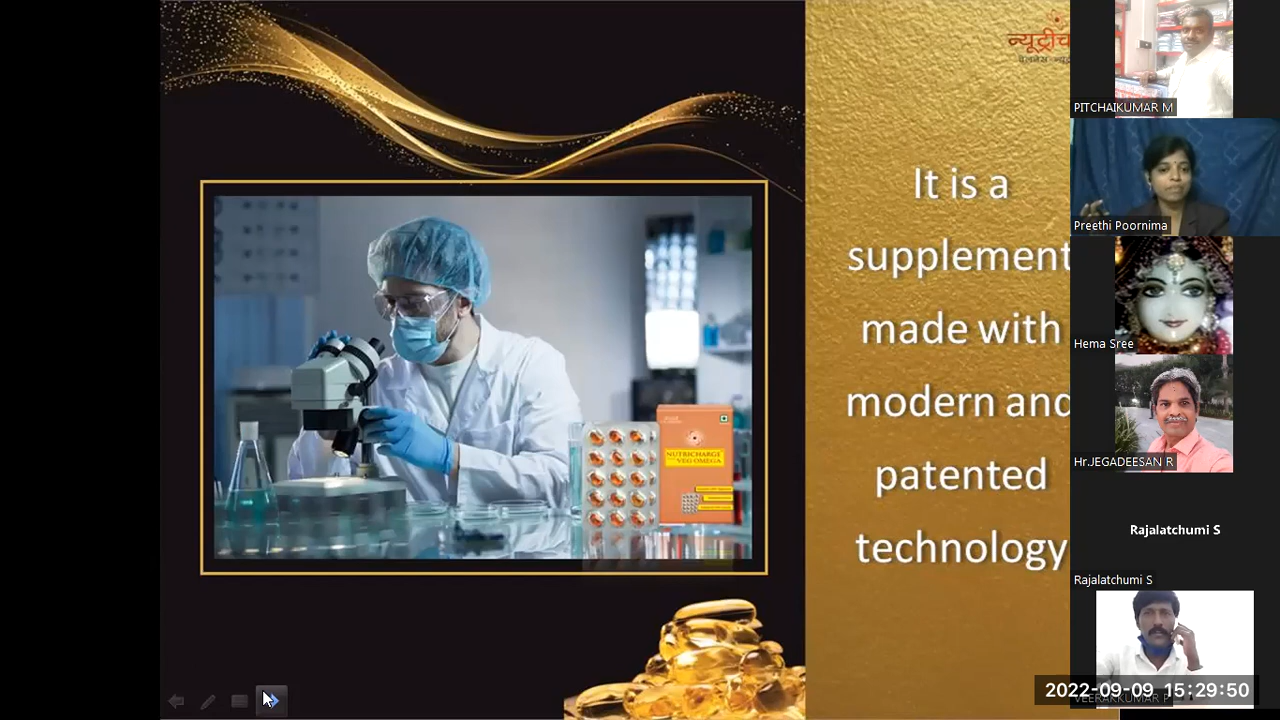 न्यूट्रीच
It is a
supplement
made with
modern and
patented
technology
NUTRICHARGE
VEG OMEGA
PITCHAIKUMAR M
Preethi Poornima
Hema Sree
Hr.JEGADEESAN R
Rajalatchumi S
Rajalatchumi S
2022-09-09 15:29:50
VEERAKKUMAR P